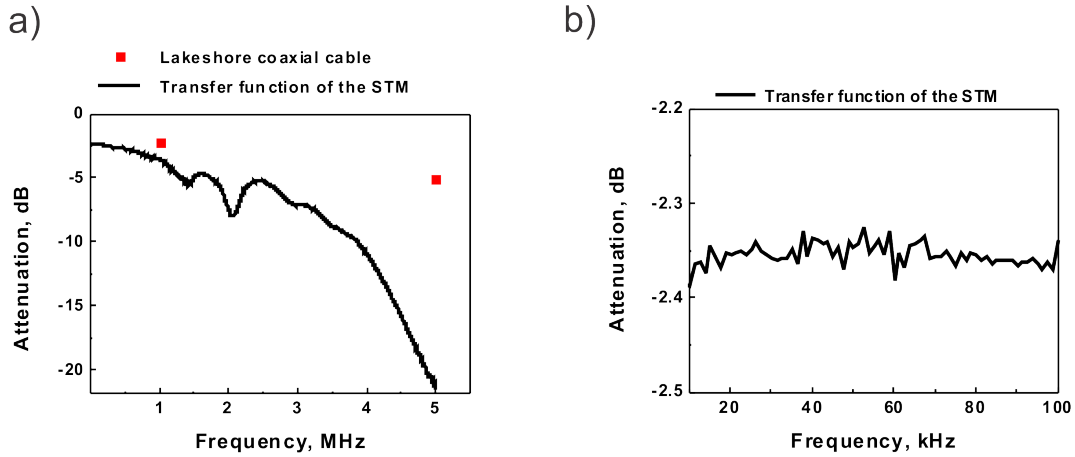 a)
Lakeshore coaxial cable
Transfer function of the STM
0
-5
-10
-15
-20
Attenuation, dB
1 2 3 4 5
Frequency, MHz
b)
Transfer function of the STM
-2.2
-2.3
-2.4
-2.5
Attenuation, dB
20 40 60 80 100
Frequency, kHz